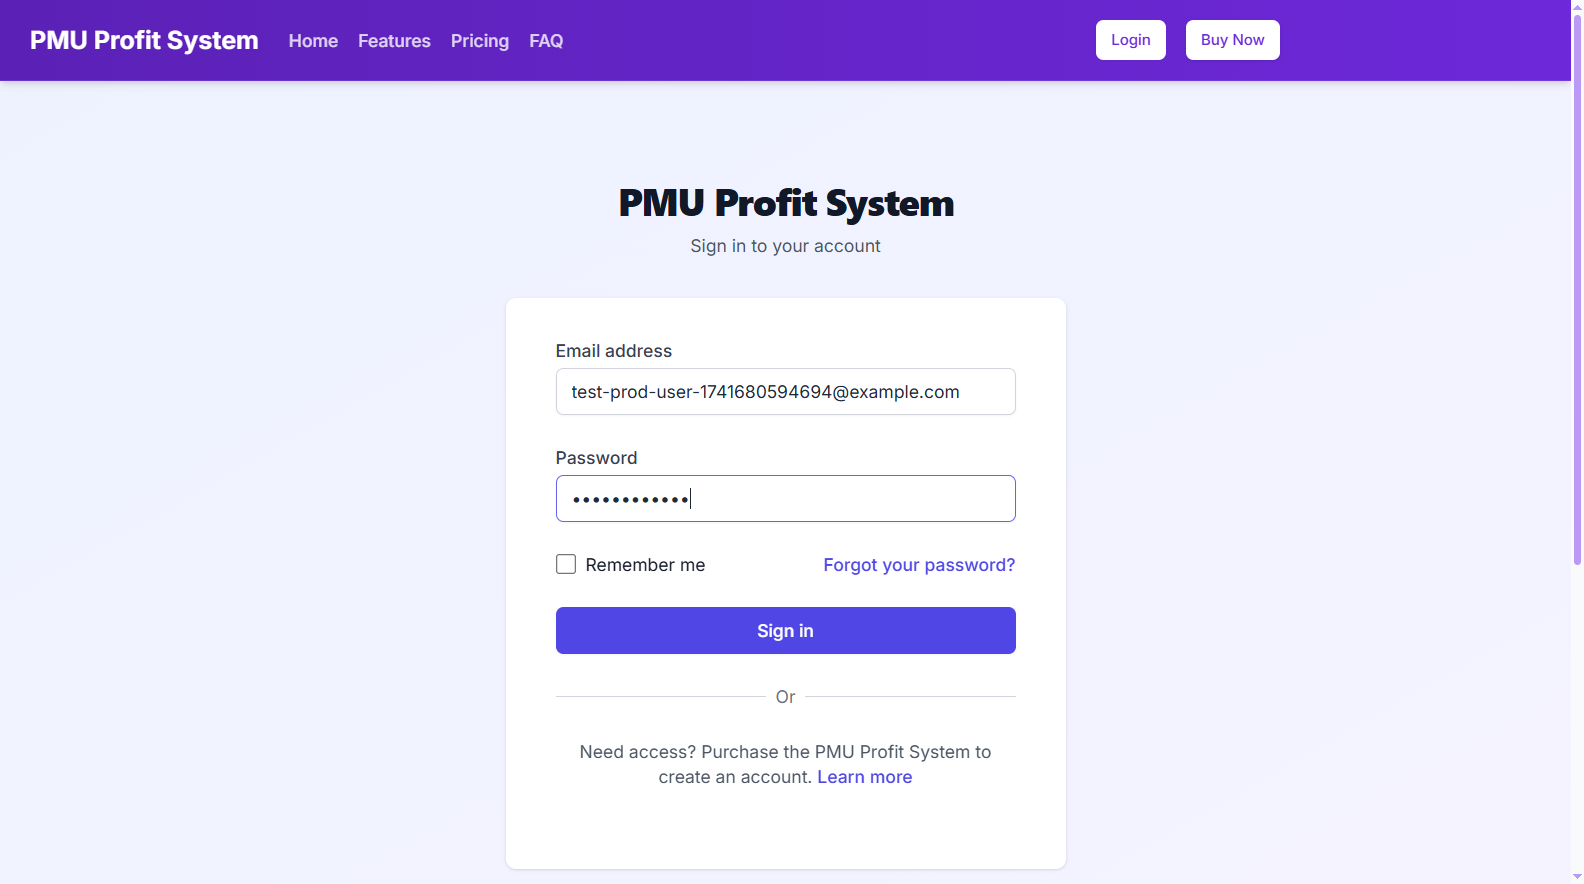 PMU Profit System Home Features Pricing FAQ Login Buy Now
PMU Profit System
Sign in to your account
Email address
test-prod-user-1741680594694@example.com
Password
••••••••••••
Remember me Forgot your password?
Sign in
Or
Need access? Purchase the PMU Profit System to
create an account. Learn more